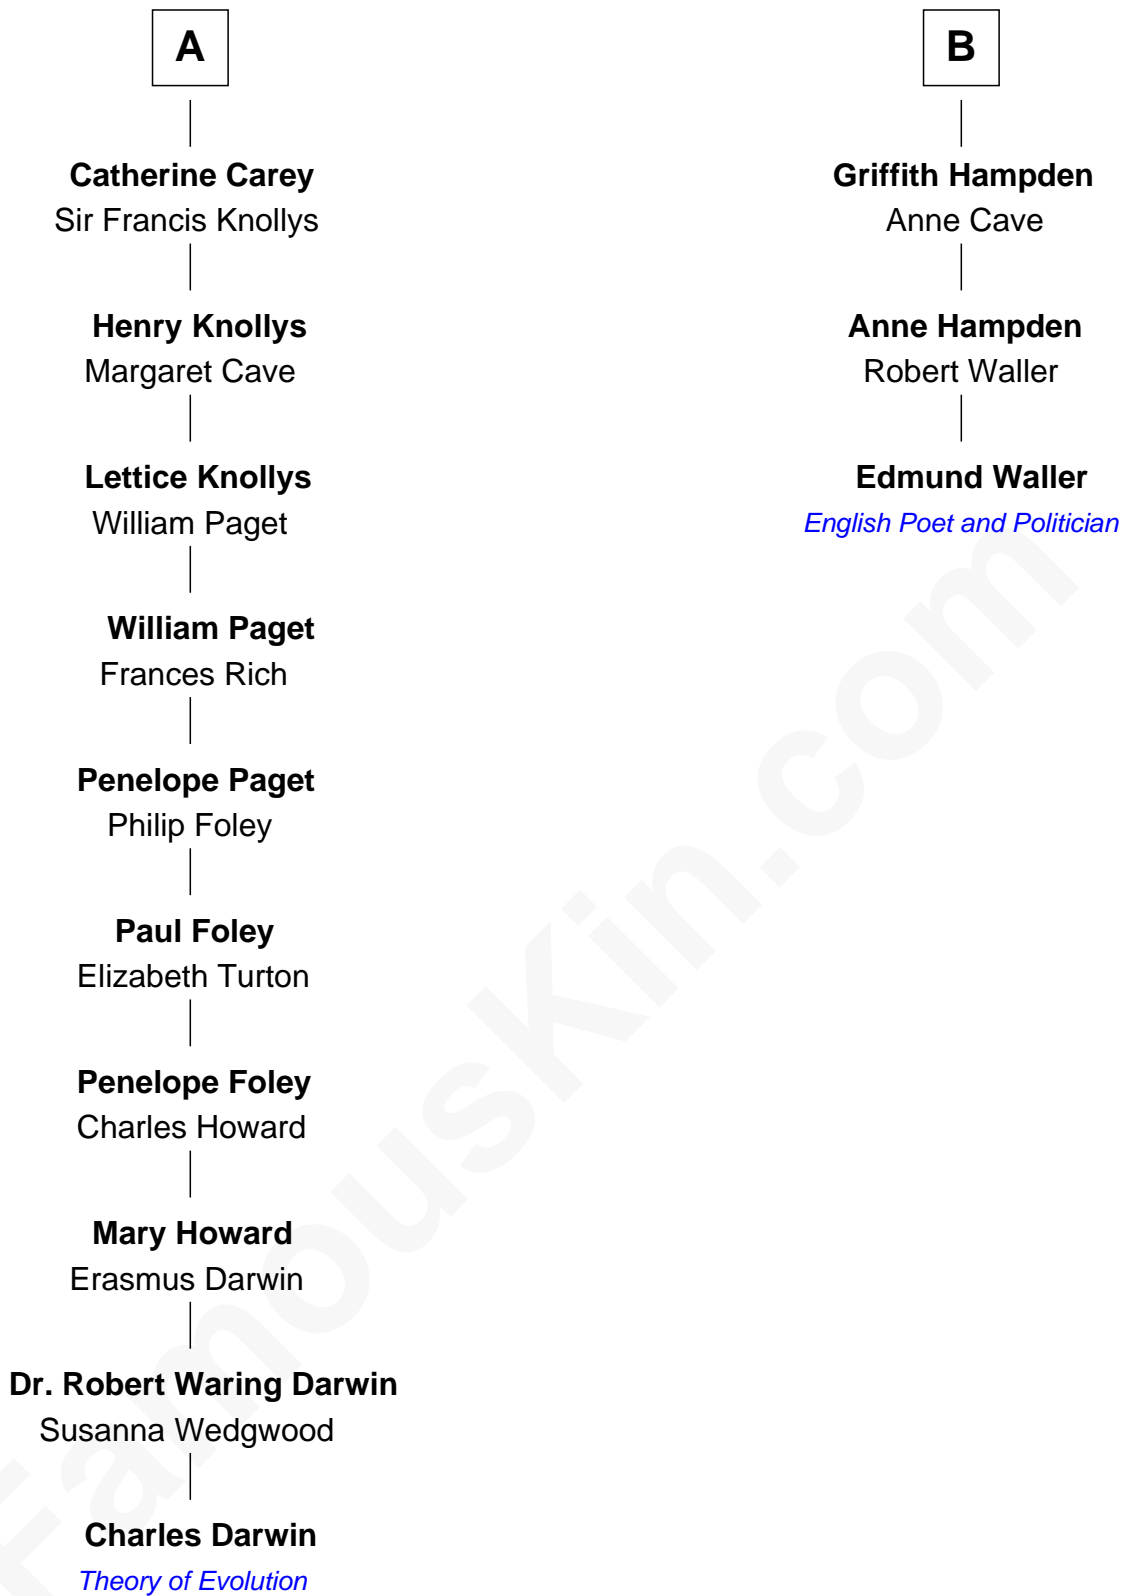 A
Catherine Carey
Sir Francis Knollys
Henry Knollys
Margaret Cave
Lettice Knollys
William Paget
William Paget
Frances Rich
Penelope Paget
Philip Foley
Paul Foley
Elizabeth Turton
Penelope Foley
Charles Howard
Mary Howard
Erasmus Darwin
Dr. Robert Waring Darwin
Susanna Wedgwood
Charles Darwin
Theory of Evolution
B
Griffith Hampden
Anne Cave
Anne Hampden
Robert Waller
Edmund Waller
English Poet and Politician
FamousKin.com